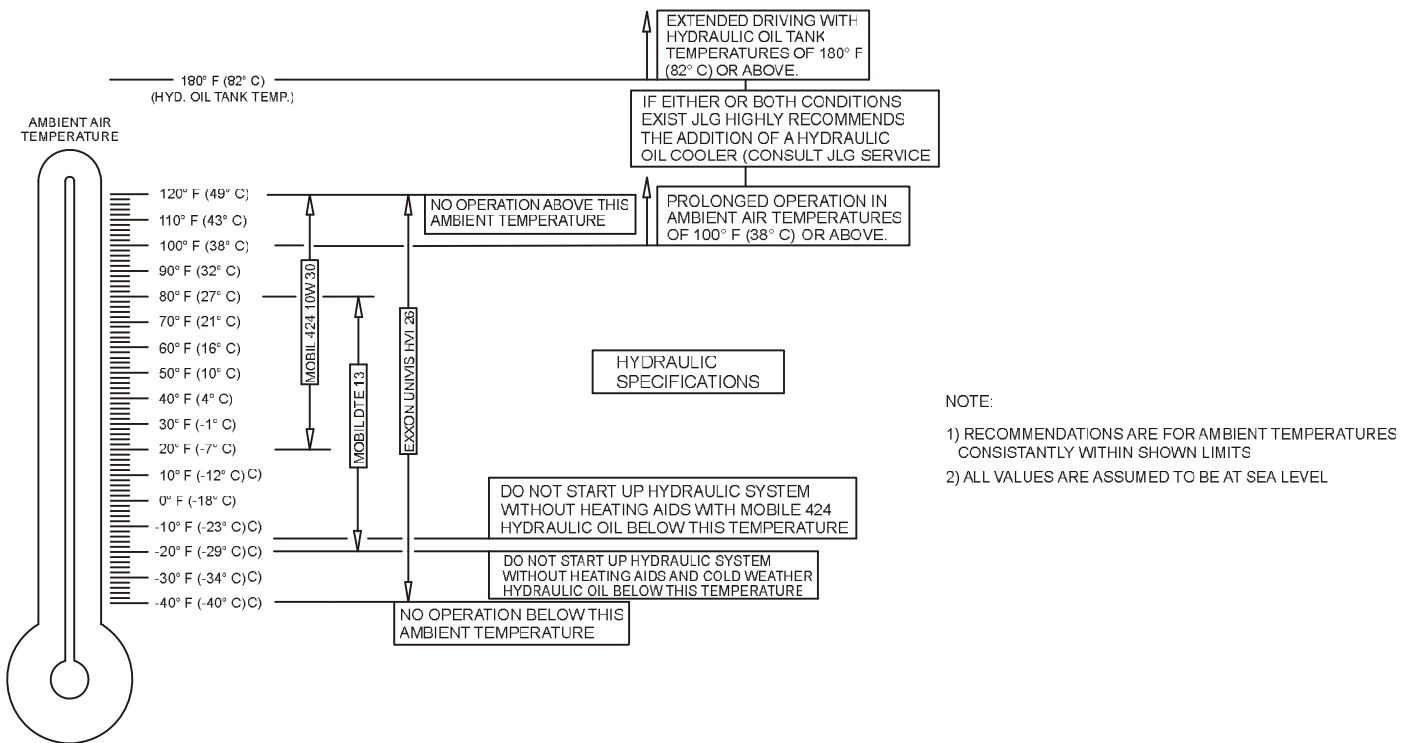 EXTENDED DRIVING WITH
HYDRAULIC OIL TANK
TEMPERATURES OF 180° F
(82° C) OR ABOVE.
180° F (82° C)
(HYD. OIL TANK TEMP.)
IF EITHER OR BOTH CONDITIONS
EXIST JLG HIGHLY RECOMMENDS
THE ADDITION OF A HYDRAULIC
OIL COOLER (CONSULT JLG SERVICE
AMBIENT AIR
TEMPERATURE
120° F (49° C)
110° F (43° C)
100° F (38° C)
90° F (32° C)
80° F (27° C)
70° F (21° C)
60° F (16° C)
50° F (10° C)
40° F (4° C)
30° F (-1° C)
20° F (-7° C)
10° F (-12° C)C)
0° F (-18° C)
-10° F (-23° C)C)
-20° F (-29° C)C)
-30° F (-34° C)C)
-40° F (-40° C)C)
NO OPERATION ABOVE THIS
AMBIENT TEMPERATURE
PROLONGED OPERATION IN
AMBIENT AIR TEMPERATURES
OF 100° F (38° C) OR ABOVE.
MOBIL 424 10W 30
MOBIL DTE 13
EXXON UNIVIS HVI 26
HYDRAULIC
SPECIFICATIONS
NOTE:
1) RECOMMENDATIONS ARE FOR AMBIENT TEMPERATURES
CONSISTANTLY WITHIN SHOWN LIMITS
2) ALL VALUES ARE ASSUMED TO BE AT SEA LEVEL
DO NOT START UP HYDRAULIC SYSTEM
WITHOUT HEATING AIDS WITH MOBILE 424
HYDRAULIC OIL BELOW THIS TEMPERATURE
DO NOT START UP HYDRAULIC SYSTEM
WITHOUT HEATING AIDS AND COLD WEATHER
HYDRAULIC OIL BELOW THIS TEMPERATURE
NO OPERATION BELOW THIS
AMBIENT TEMPERATURE